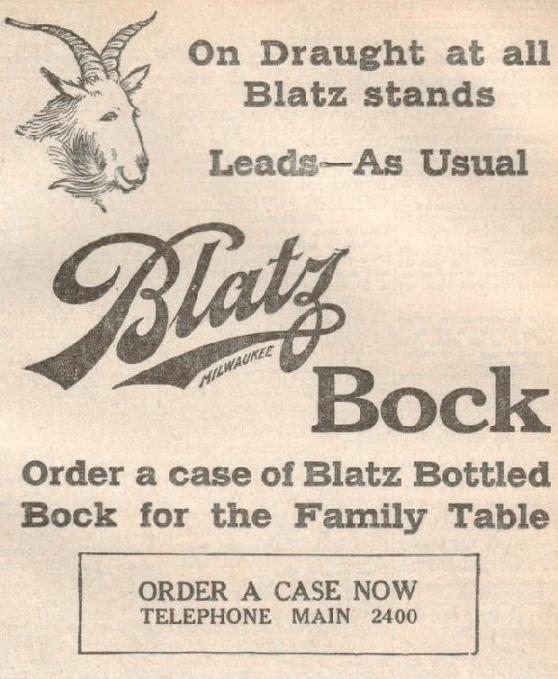 On Draught at all
Blatz stands
Leads—As Usual
Blatz
MILWAUKEE
Bock
Order a case of Blatz Bottled
Bock for the Family Table
ORDER A CASE NOW
TELEPHONE MAIN 2400